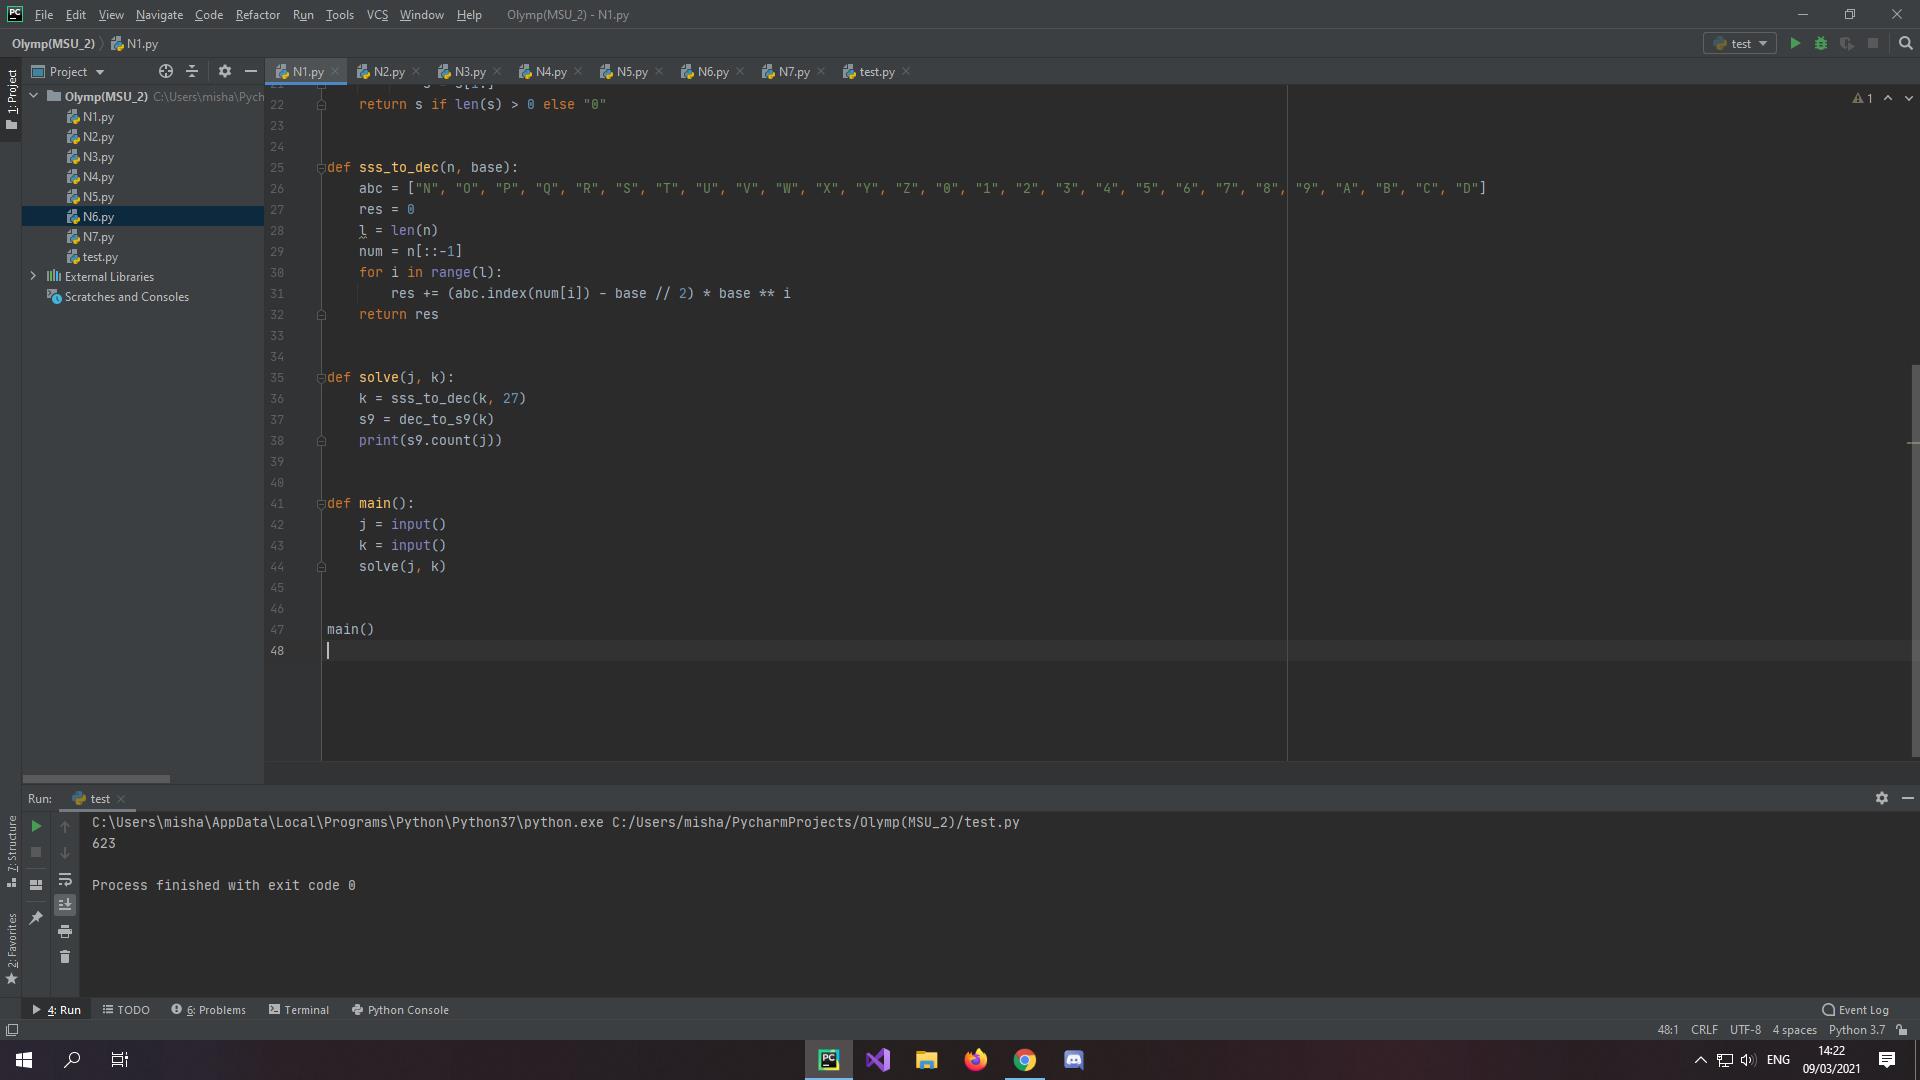 PC File Edit View Navigate Code Refactor Run Tools VCS Window Help Olymp(MSU_2) - N1.py
Olymp(MSU_2) N1.py test
1: Project
Project
N1.py N2.py N3.py N4.py N5.py N6.py N7.py test.py
Olymp(MSU_2) C:\Users\misha\Pych
N1.py
N2.py
N3.py
N4.py
N5.py
N6.py
N7.py
test.py
External Libraries
Scratches and Consoles
1
22 return s if len(s) > 0 else "0"
23
24
25 def sss_to_dec(n, base):
26 abc = ["N", "O", "P", "Q", "R", "S", "T", "U", "V", "W", "X", "Y", "Z", "0", "1", "2", "3", "4", "5", "6", "7", "8", "9", "A", "B", "C", "D"]
27 res = 0
28 l = len(n)
29 num = n[::-1]
30 for i in range(l):
31 res += (abc.index(num[i]) - base // 2) * base ** i
32 return res
33
34
35 def solve(j, k):
36 k = sss_to_dec(k, 27)
37 s9 = dec_to_s9(k)
38 print(s9.count(j))
39
40
41 def main():
42 j = input()
43 k = input()
44 solve(j, k)
45
46
47 main()
48
Run: test
C:\Users\misha\AppData\Local\Programs\Python\Python37\python.exe C:/Users/misha/PycharmProjects/Olymp(MSU_2)/test.py
623
Process finished with exit code 0
7: Structure
2: Favorites
4: Run TODO 6: Problems Terminal Python Console Event Log
48:1 CRLF UTF-8 4 spaces Python 3.7
PC ENG 14:22
09/03/2021